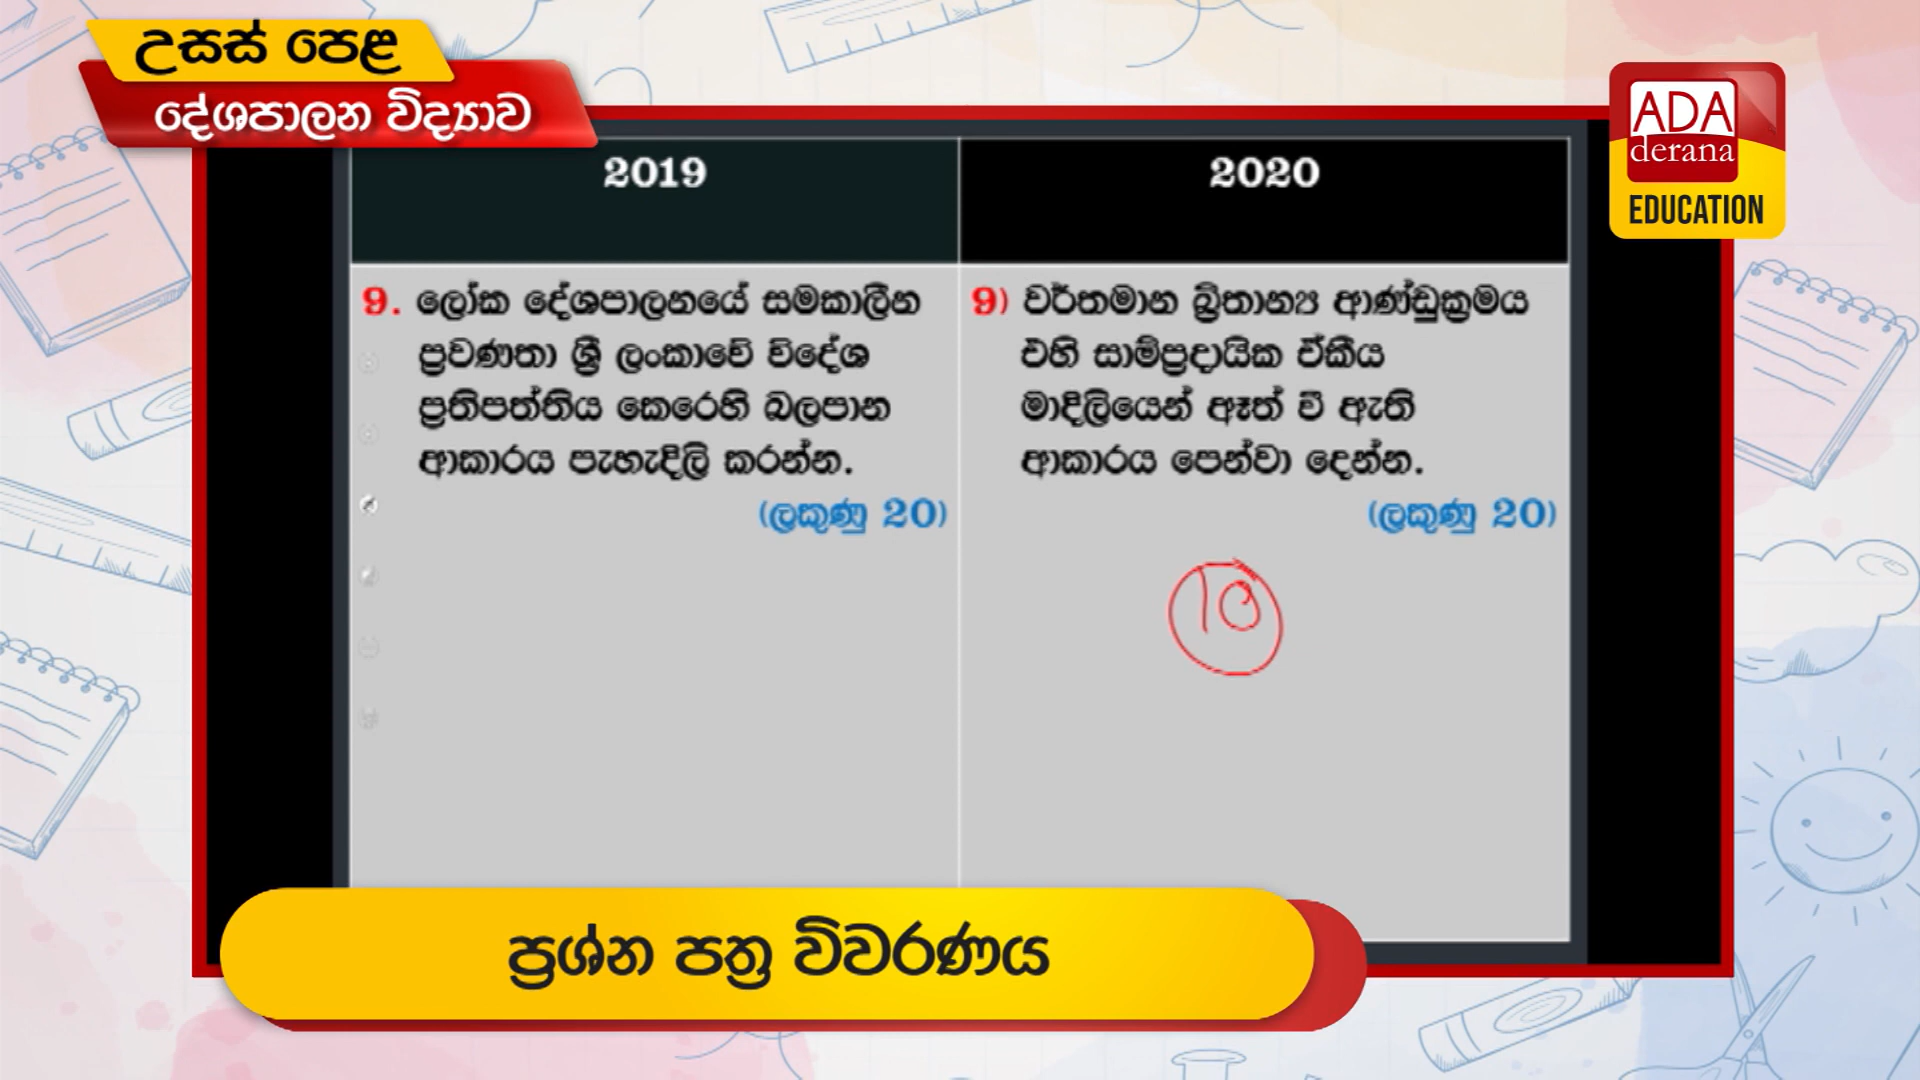 උසස් පෙළ
දේශපාලන විද්‍යාව
ADA
derana
EDUCATION
2019
9. ලෝක දේශපාලනයේ සමකාලීන
ප්‍රවණතා ශ්‍රී ලංකාවේ විදේශ
ප්‍රතිපත්තිය කෙරෙහි බලපාන
ආකාරය පැහැදිලි කරන්න.
(ලකුණු 20)
2020
9) වර්තමාන බ්‍රිතාන්‍ය ආණ්ඩුක්‍රමය
එහි සාම්ප්‍රදායික ඒකීය
මාදිලියෙන් ඈත් වී ඇති
ආකාරය පෙන්වා දෙන්න.
(ලකුණු 20)
10
ප්‍රශ්න පත්‍ර විවරණය